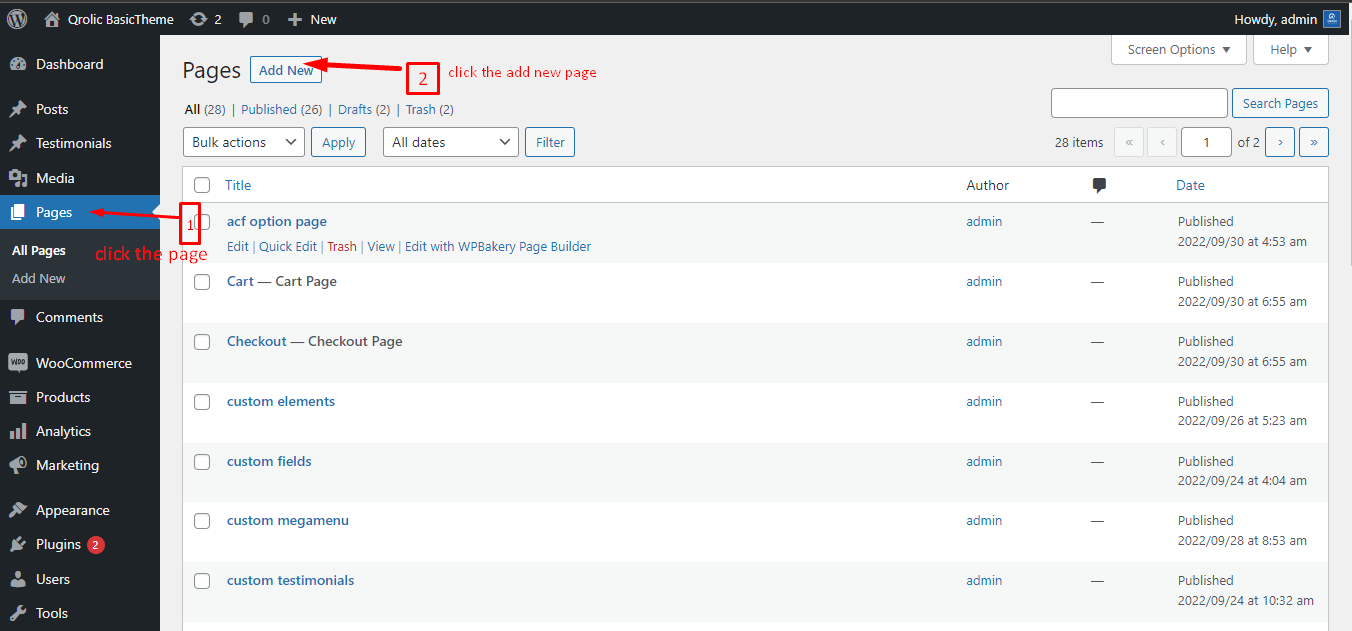 Qrolic BasicTheme 2 0 New Howdy, admin
Screen Options Help
Pages Add New 2 click the add new page
All (28) | Published (26) | Drafts (2) | Trash (2)
Search Pages
Bulk actions Apply All dates Filter 28 items « ‹ 1 of 2 › »
Title Author Date
acf option page admin — Published
2022/09/30 at 4:53 am
Edit | Quick Edit | Trash | View | Edit with WPBakery Page Builder
Cart — Cart Page admin — Published
2022/09/30 at 6:55 am
Checkout — Checkout Page admin — Published
2022/09/30 at 6:55 am
custom elements admin — Published
2022/09/26 at 5:23 am
custom fields admin — Published
2022/09/24 at 4:04 am
custom megamenu admin — Published
2022/09/28 at 8:53 am
custom testimonials admin — Published
2022/09/24 at 10:32 am
Dashboard
Posts
Testimonials
Media
Pages 1
All Pages click the page
Add New
Comments
WOO WooCommerce
Products
Analytics
Marketing
Appearance
Plugins 2
Users
Tools